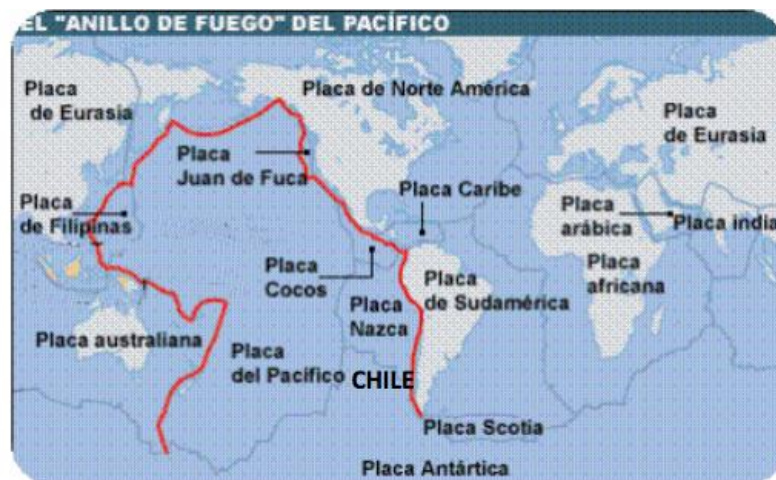 EL "ANILLO DE FUEGO" DEL PACÍFICO
Placa de Norte América
Placa
de Eurasia
Placa
de Eurasia
Placa
Juan de Fuca
Placa Caribe
Placa
de Filipinas
Placa
arábica
Placa india
Placa
Cocos
Placa
de Sudamérica
Placa
africana
Placa
Nazca
Placa australiana
Placa
del Pacífico
CHILE
Placa Scotia
Placa Antártica